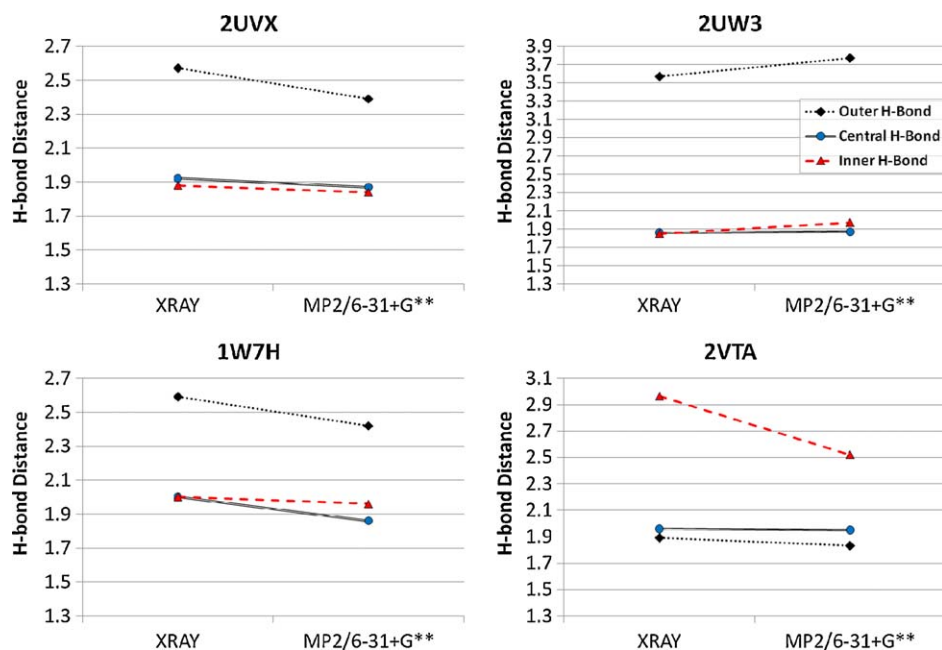 2UVX
H-bond Distance
2.7
2.5
2.3
2.1
1.9
1.7
1.5
1.3
XRAY MP2/6-31+G**
2UW3
H-bond Distance
3.9
3.7
3.5
3.3
3.1
2.9
2.7
2.5
2.3
2.1
1.9
1.7
1.5
1.3
Outer H-Bond
Central H-Bond
Inner H-Bond
XRAY MP2/6-31+G**
1W7H
H-bond Distance
2.7
2.5
2.3
2.1
1.9
1.7
1.5
1.3
XRAY MP2/6-31+G**
2VTA
H-bond Distance
3.1
2.9
2.7
2.5
2.3
2.1
1.9
1.7
1.5
1.3
XRAY MP2/6-31+G**